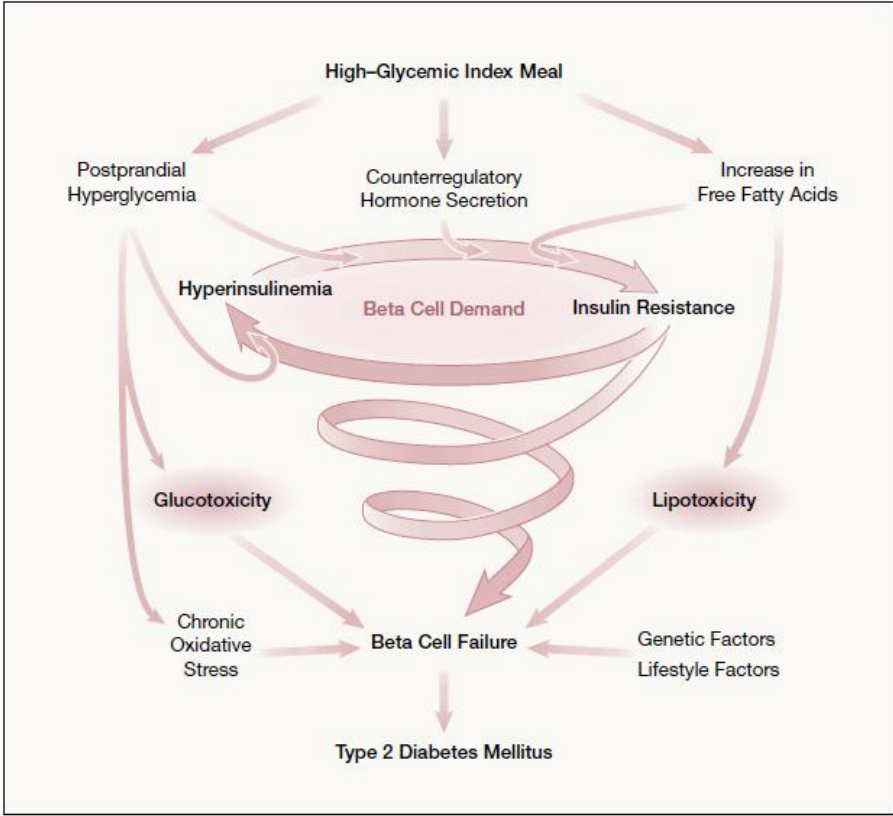 High–Glycemic Index Meal
Postprandial
Hyperglycemia
Counterregulatory
Hormone Secretion
Increase in
Free Fatty Acids
Hyperinsulinemia
Beta Cell Demand
Insulin Resistance
Glucotoxicity
Lipotoxicity
Chronic
Oxidative
Stress
Beta Cell Failure
Genetic Factors
Lifestyle Factors
Type 2 Diabetes Mellitus